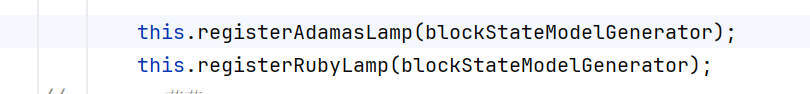 this.registerAdamasLamp(blockStateModelGenerator);
this.registerRubyLamp(blockStateModelGenerator);
//